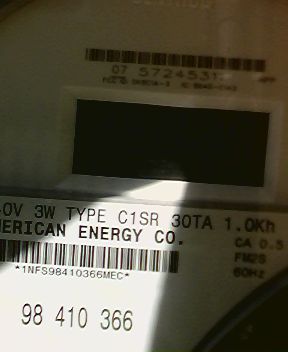 07 5724531
40V 3W TYPE C1SR 30TA 1.0Kh
MERICAN ENERGY CO.
CA 0.5
FM2S
60Hz
*1NFS98410366MEC*
98 410 366